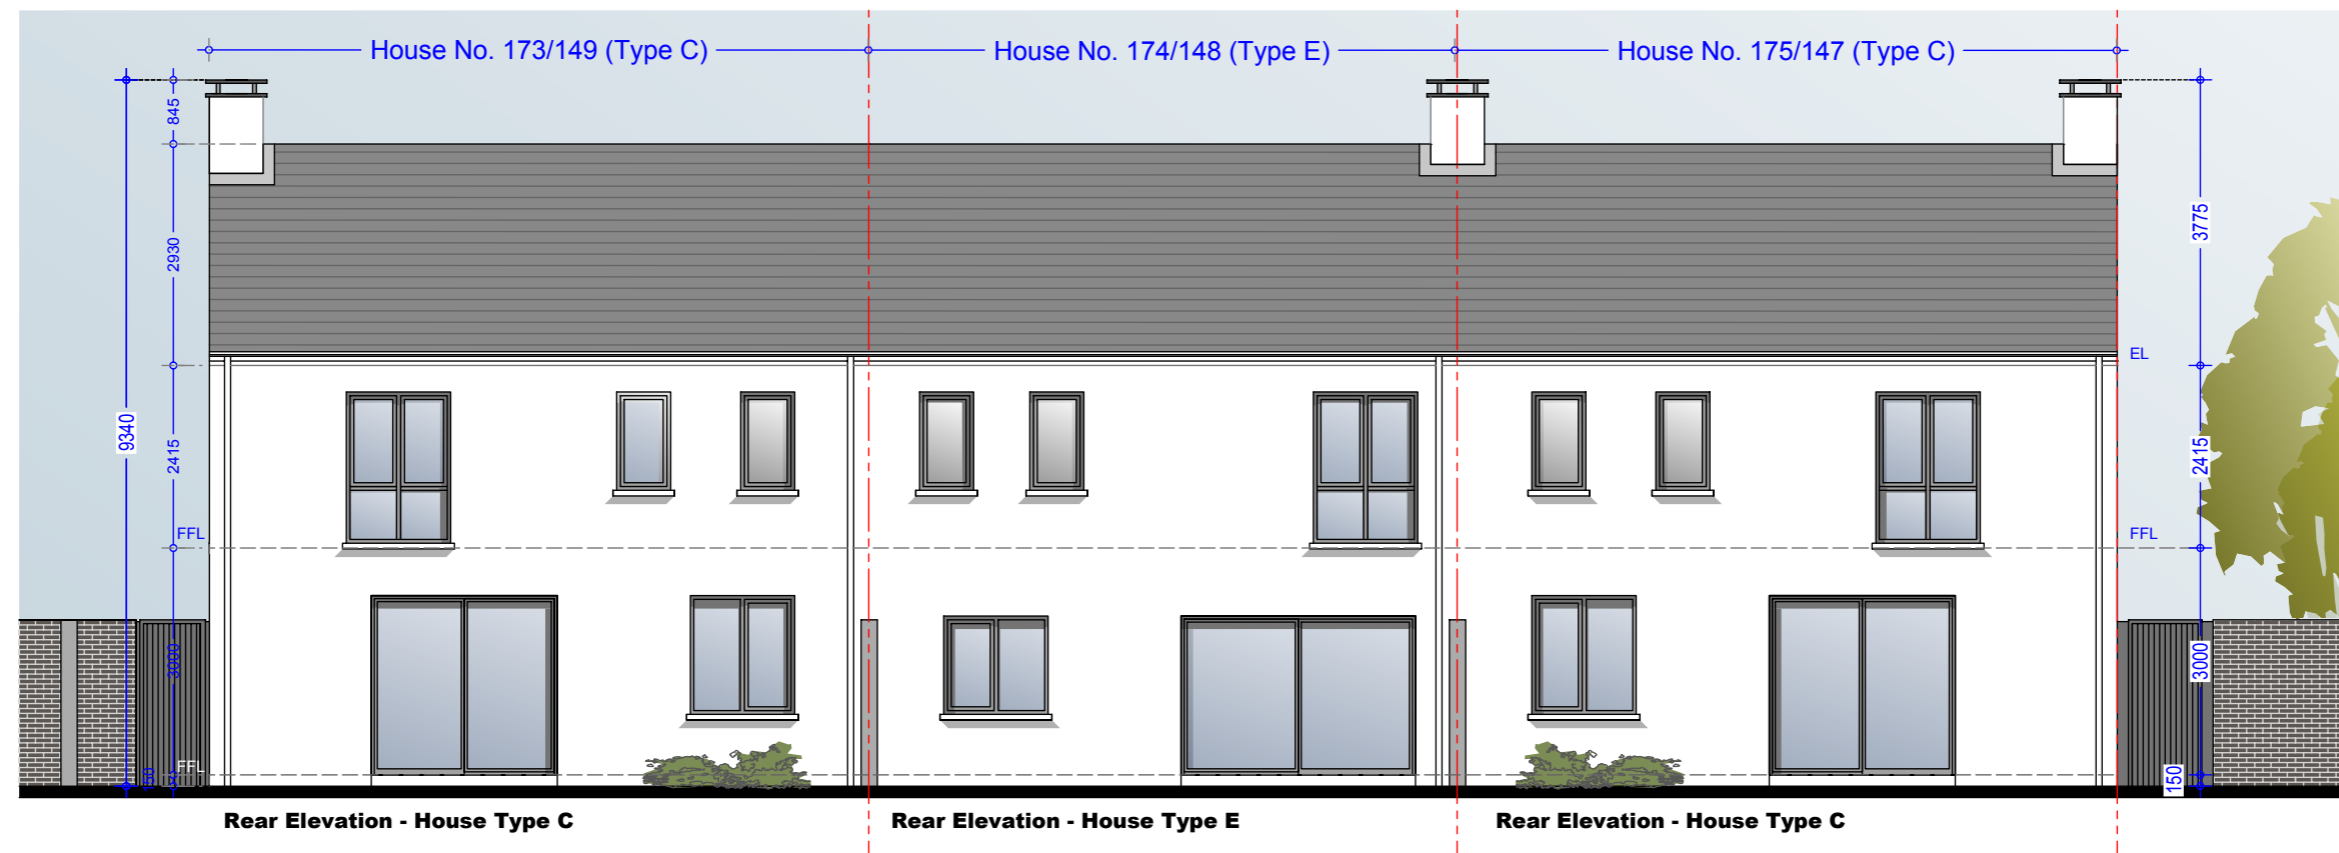 House No. 173/149 (Type C)
House No. 174/148 (Type E)
House No. 175/147 (Type C)
845
2930
2415
9340
3000
150
FFL
FFL
3775
EL
2415
FFL
3000
150
Rear Elevation - House Type C
Rear Elevation - House Type E
Rear Elevation - House Type C